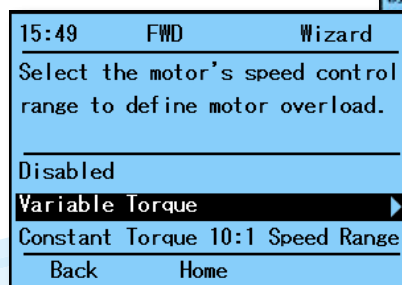 15:49 FWD Wizard
Select the motor's speed control
range to define motor overload.
Disabled
Variable Torque
Constant Torque 10:1 Speed Range
Back Home